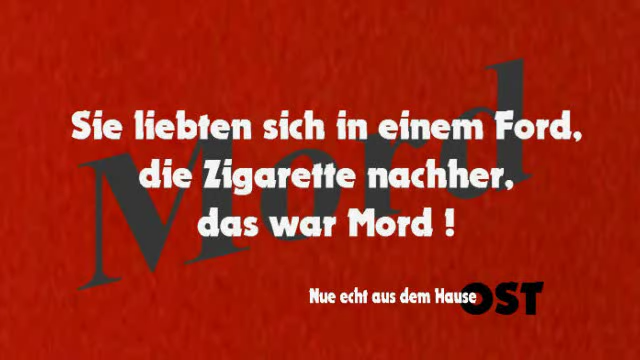 Mord
Sie liebten sich in einem Ford,
die Zigarette nachher,
das war Mord !
Nue echt aus dem Hause OST